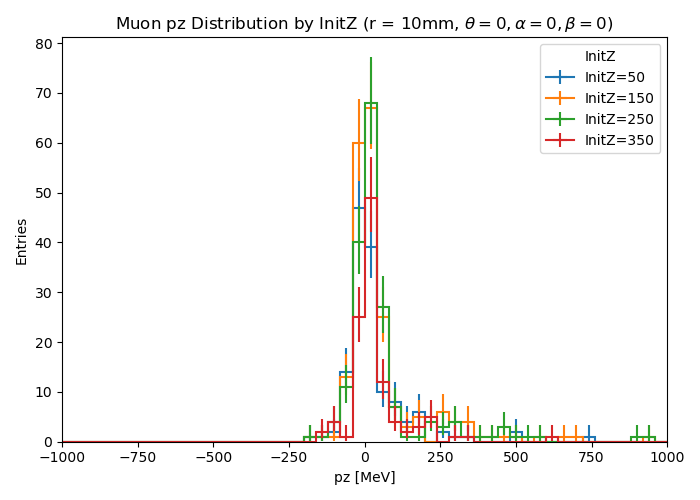 Muon pz Distribution by InitZ (r = 10mm, θ = 0, α = 0, β = 0)
InitZ
InitZ=50
InitZ=150
InitZ=250
InitZ=350
Entries
80
70
60
50
40
30
20
10
0
−1000 −750 −500 −250 0 250 500 750 1000
pz [MeV]